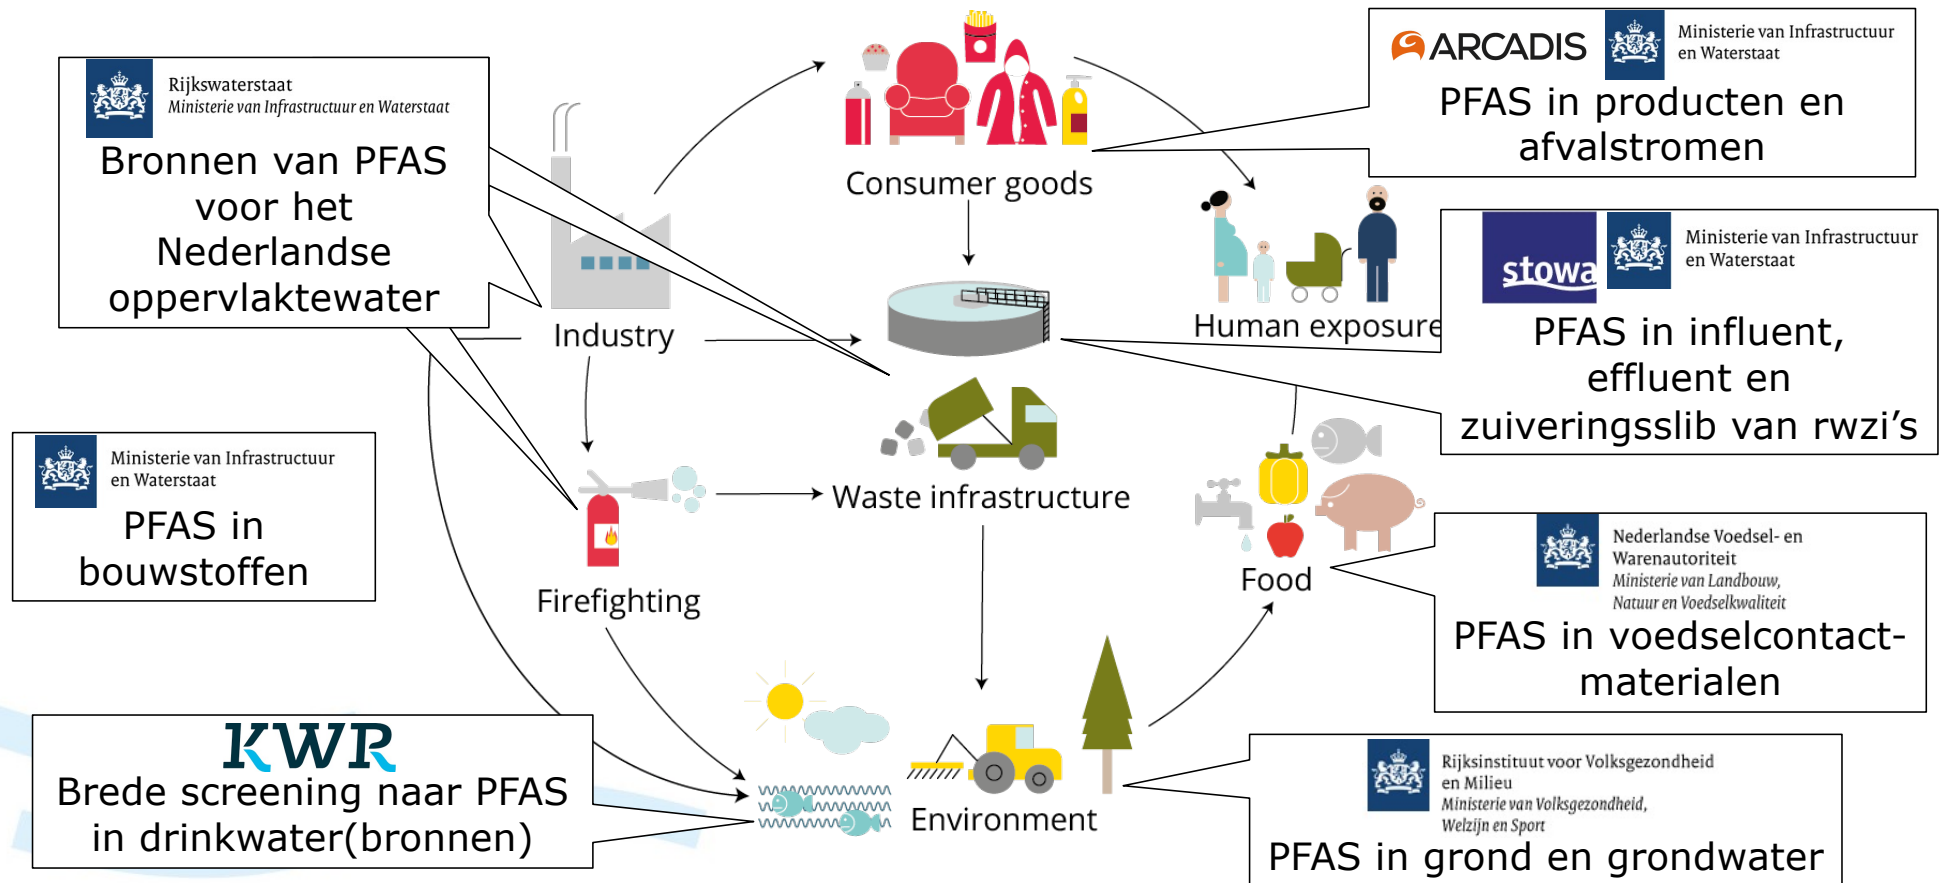 Rijkswaterstaat
Ministerie van Infrastructuur en Waterstaat
Bronnen van PFAS
voor het
Nederlandse
oppervlaktewater
Consumer goods
ARCADIS
Ministerie van Infrastructuur
en Waterstaat
PFAS in producten en
afvalstromen
Industry
Human exposure
stowa
Ministerie van Infrastructuur
en Waterstaat
PFAS in influent,
effluent en
zuiveringsslib van rwzi's
Ministerie van Infrastructuur
en Waterstaat
PFAS in
bouwstoffen
Waste infrastructure
Firefighting
Food
Nederlandse Voedsel- en
Warenautoriteit
Ministerie van Landbouw,
Natuur en Voedselkwaliteit
PFAS in voedselcontact-
materialen
KWR
Brede screening naar PFAS
in drinkwater(bronnen)
Environment
Rijksinstituut voor Volksgezondheid
en Milieu
Ministerie van Volksgezondheid,
Welzijn en Sport
PFAS in grond en grondwater